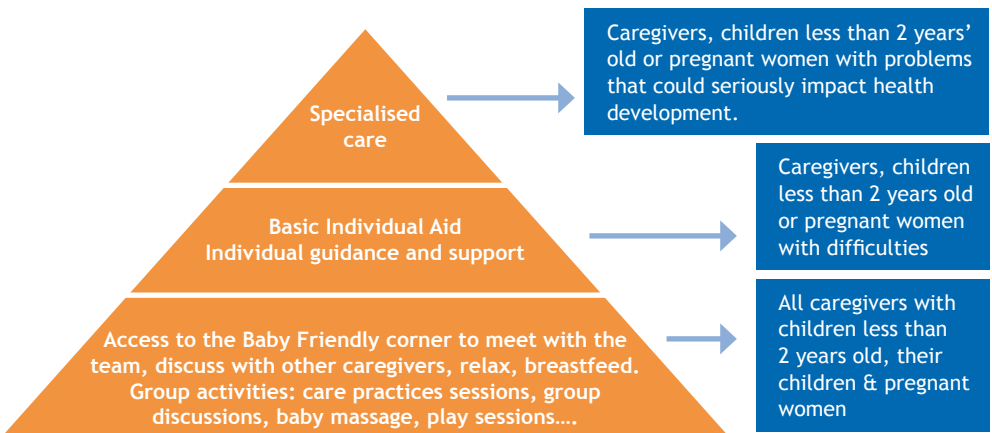 Specialised
care
Caregivers, children less than 2 years’
old or pregnant women with problems
that could seriously impact health
development.
Basic Individual Aid
Individual guidance and support
Caregivers, children
less than 2 years old
or pregnant women
with difficulties
Access to the Baby Friendly corner to meet with the
team, discuss with other caregivers, relax, breastfeed.
Group activities: care practices sessions, group
discussions, baby massage, play sessions….
All caregivers with
children less than
2 years old, their
children & pregnant
women